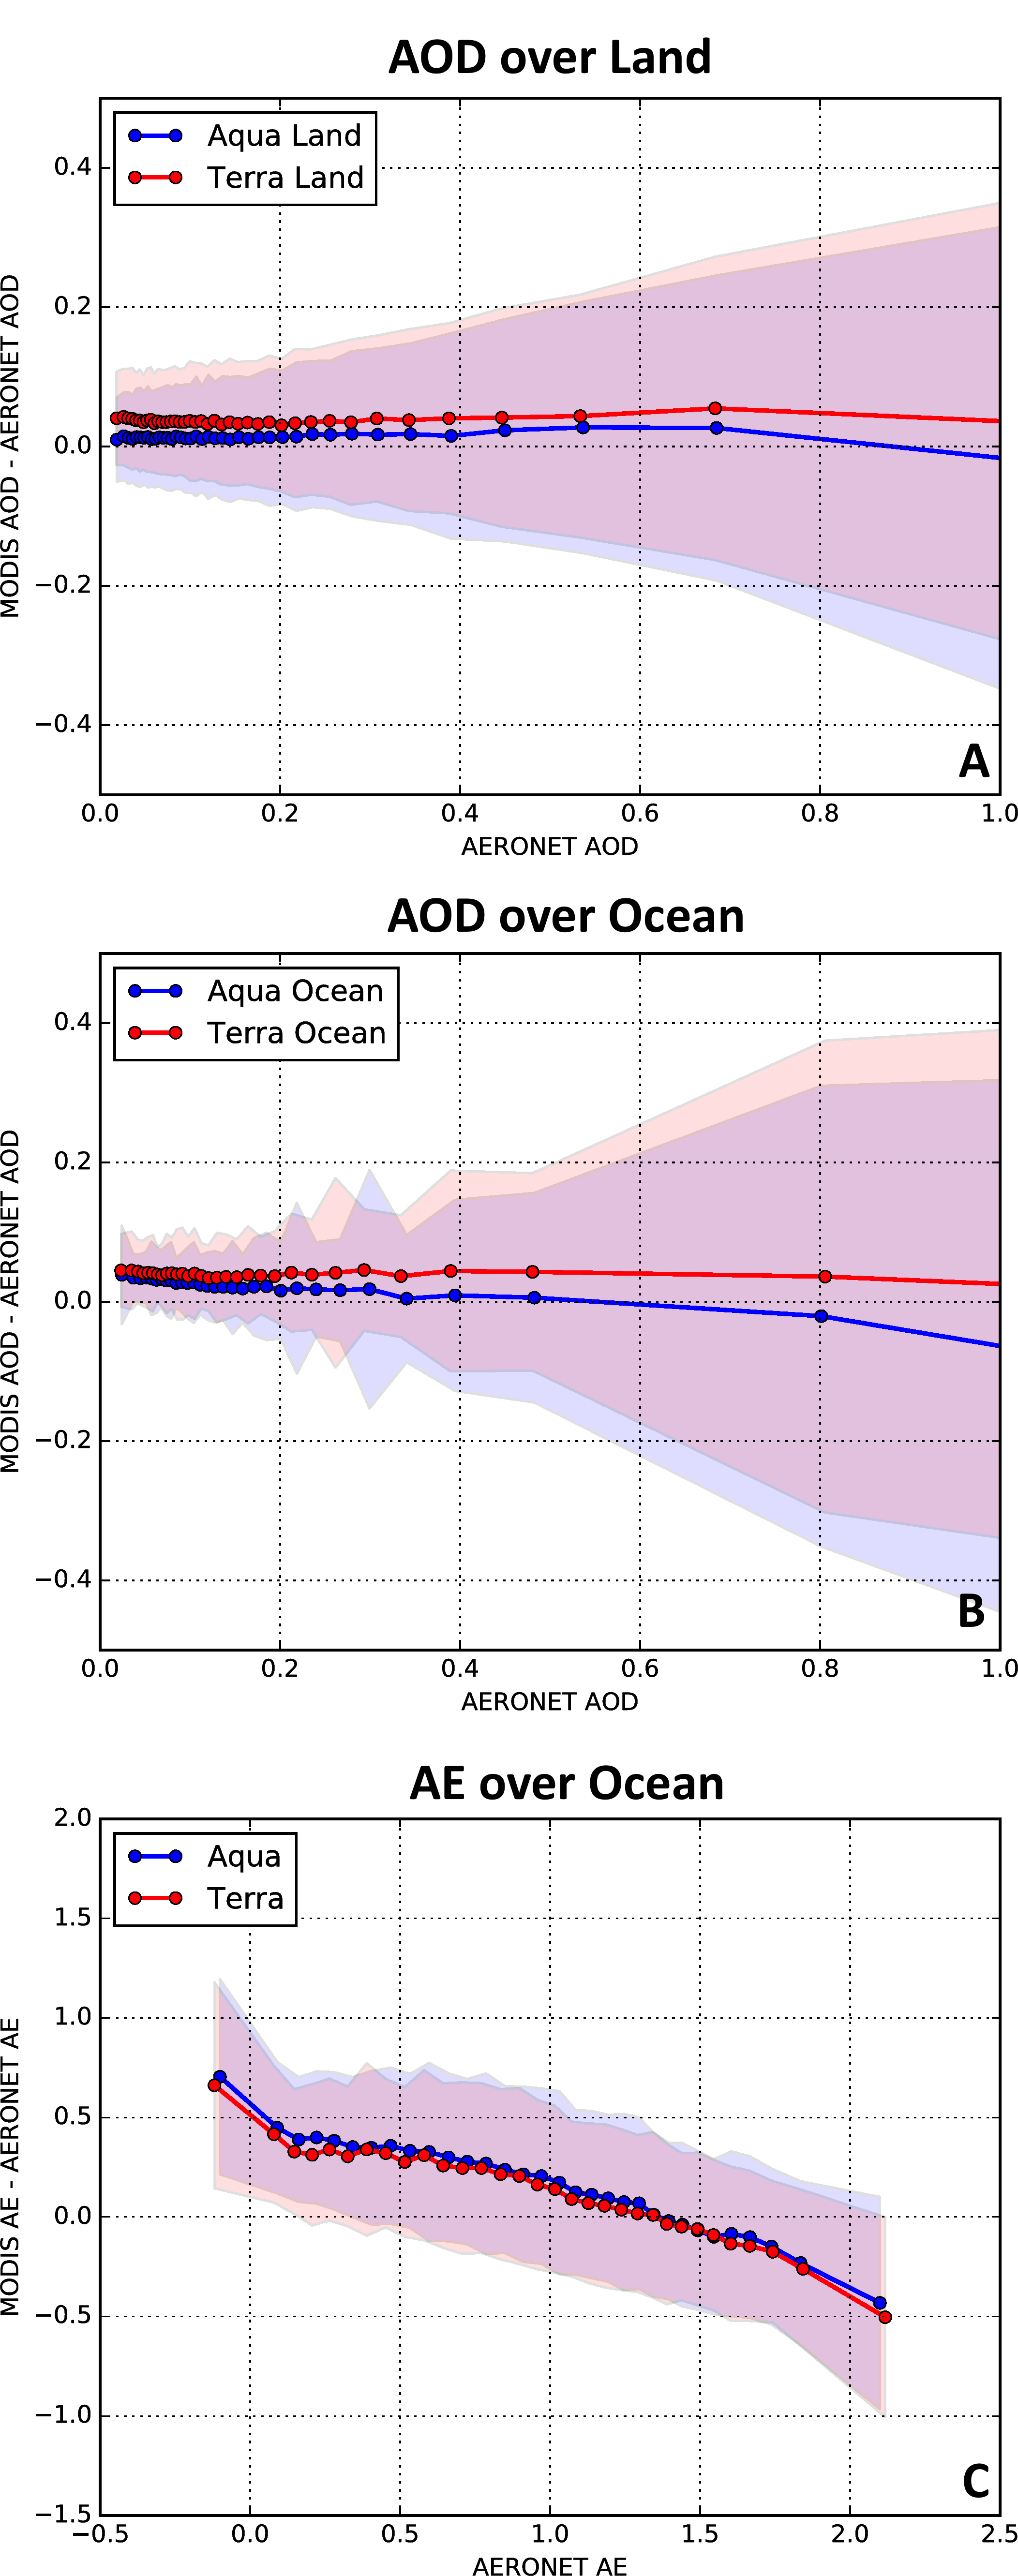 AOD over Land
Aqua Land
Terra Land
0.4
0.2
0.0
−0.2
−0.4
MODIS AOD - AERONET AOD
A
0.0 0.2 0.4 0.6 0.8 1.0
AERONET AOD
AOD over Ocean
Aqua Ocean
Terra Ocean
0.4
0.2
0.0
−0.2
−0.4
MODIS AOD - AERONET AOD
B
0.0 0.2 0.4 0.6 0.8 1.0
AERONET AOD
AE over Ocean
Aqua
Terra
2.0
1.5
1.0
0.5
0.0
−0.5
−1.0
−1.5
MODIS AE - AERONET AE
C
−0.5 0.0 0.5 1.0 1.5 2.0 2.5
AERONET AE